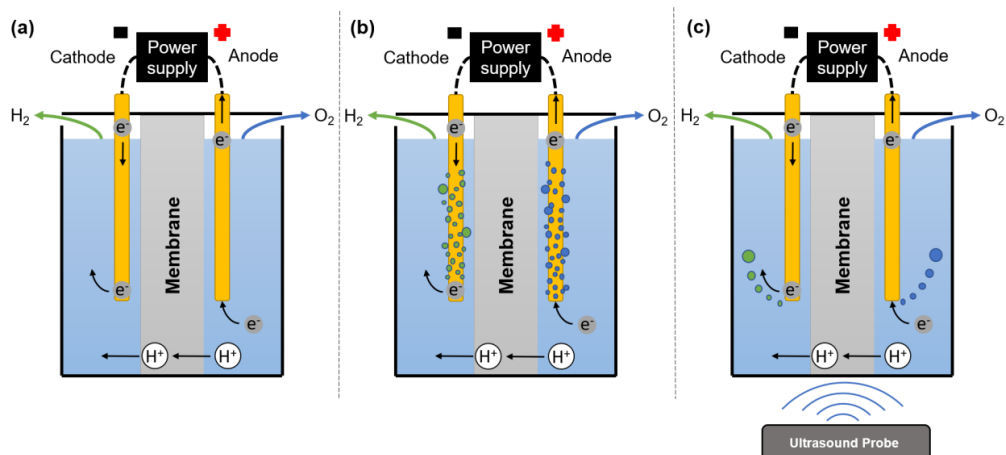 (a)
Cathode
Power
supply
Anode
H₂
O₂
e⁻
e⁻
Membrane
e⁻
e⁻
H⁺
H⁺
(b)
Cathode
Power
supply
Anode
H₂
O₂
e⁻
e⁻
Membrane
e⁻
e⁻
H⁺
H⁺
(c)
Cathode
Power
supply
Anode
H₂
O₂
e⁻
e⁻
Membrane
e⁻
e⁻
H⁺
H⁺
Ultrasound Probe